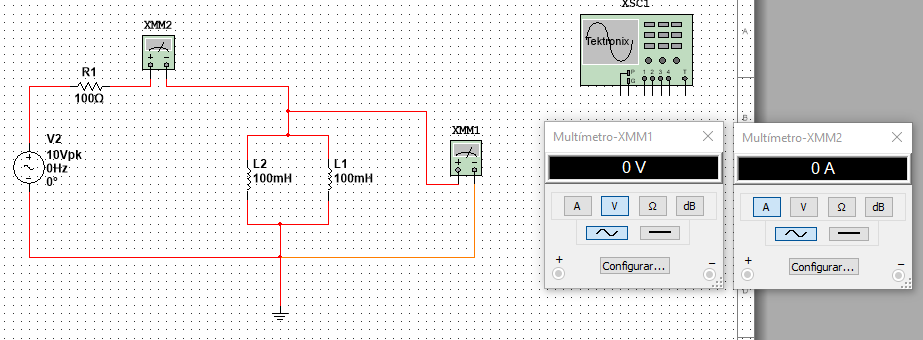 XSC1
Tektronix
P
G
1 2 3 4
T
XMM2
R1
100Ω
V2
10Vpk
0Hz
0°
L2
100mH
L1
100mH
XMM1
A
B
Multímetro-XMM1
0 V
A V Ω dB
+
Configurar...
−
Multímetro-XMM2
0 A
A V Ω dB
+
Configurar...
−